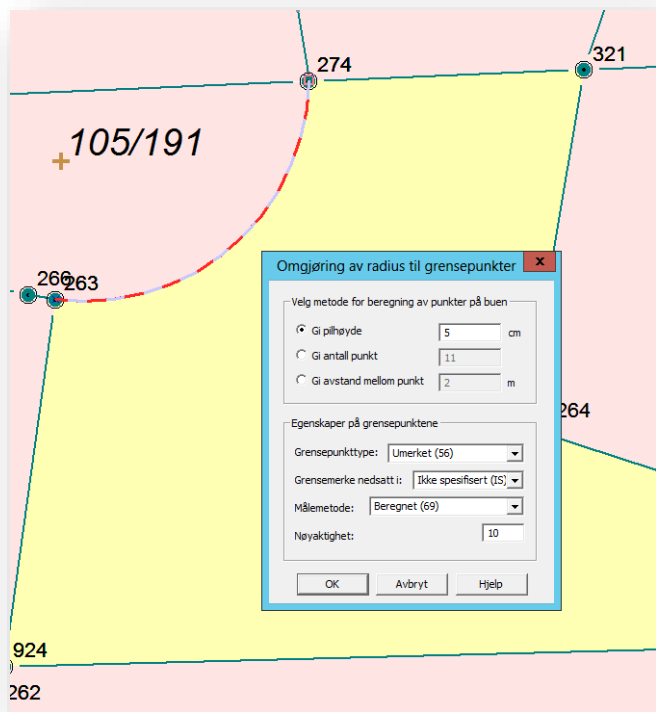 274
321
105/191
266
263
Omgjøring av radius til grensepunkter
x
Velg metode for beregning av punkter på buen
Gi pilhøyde 5 cm
Gi antall punkt 11
Gi avstand mellom punkt 2 m
264
Egenskaper på grensepunktene
Grensepunkttype: Umerket (56)
Grensemerke nedsatt i: Ikke spesifisert (IS)
Målemetode: Beregnet (69)
Nøyaktighet: 10
OK Avbryt Hjelp
924
262